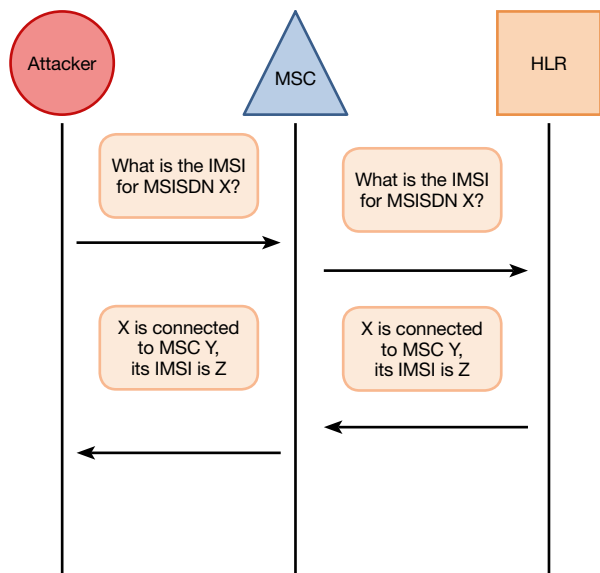 Attacker
MSC
HLR
What is the IMSI
for MSISDN X?
What is the IMSI
for MSISDN X?
X is connected
to MSC Y,
its IMSI is Z
X is connected
to MSC Y,
its IMSI is Z